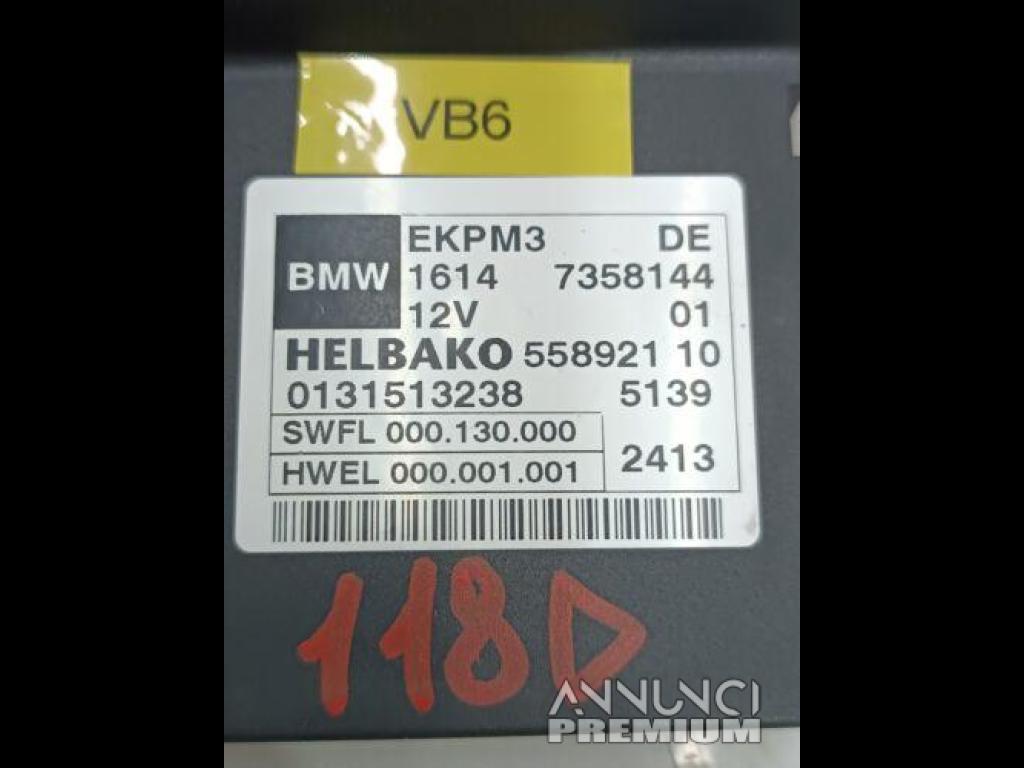 VB6
BMW
EKPM3 DE
1614 7358144
12V 01
HELBAKO 558921 10
0131513238 5139
SWFL 000.130.000
HWEL 000.001.001
2413
118D
ANNUNCI
PREMIUM